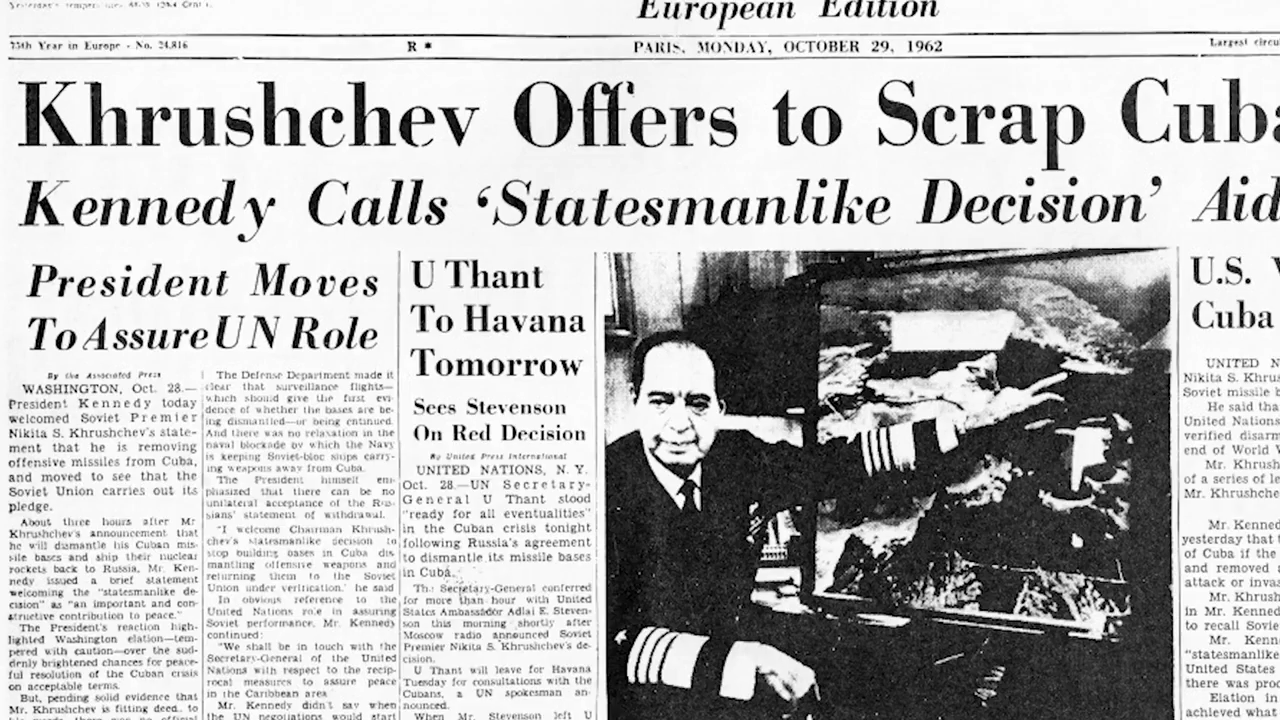 European Edition
75th Year in Europe - No. 24,816
R *
PARIS, MONDAY, OCTOBER 29, 1962
Largest circu
Khrushchev Offers to Scrap Cuba
Kennedy Calls ‘Statesmanlike Decision’ Aid
President Moves
To Assure UN Role
By the Associated Press
WASHINGTON, Oct. 28.—
President Kennedy today
welcomed Soviet Premier
Nikita S. Khrushchev's state-
ment that he is removing
offensive missiles from Cuba,
and moved to see that the
Soviet Union carries out its
pledge.
About three hours after Mr
Khrushchev's announcement that
he will dismantle his Cuban mis-
sile bases and ship their nuclear
rockets back to Russia, Mr. Ken-
nedy issued a brief statement
welcoming the "statesmanlike de-
cision" as "an important and con-
structive contribution to peace."
The President's reaction high-
lighted Washington elation—tem-
pered with caution—over the sud-
denly brightened chances for peace-
ful resolution of the Cuban crisis
on acceptable terms.
But, pending solid evidence that
Mr. Khrushchev is fitting deed to
The Defense Department made it
clear that surveillance flights—
which should give the first evi-
dence of whether the bases are be-
ing dismantled—or being entinued.
And there was no relaxation in the
naval blockade by which the Navy
is keeping Soviet-bloc ships carry-
ing weapons away from Cuba.
The President himself em-
phasized that there can be no
unilateral acceptance of the Rus-
sians' statement of withdrawal.
"I welcome Chairman Khrush-
chev's statesmanlike decision to
stop building bases in Cuba dis
mantling offensive weapons and
returning them to the Soviet
Union under verification," he said
In obvious reference to the
United Nations role in assuring
Soviet performance, Mr. Kennedy
continued:
"We shall be in touch with the
Secretary-General of the United
Nations with respect to the recip-
rocal measures to assure peace
in the Caribbean area
Mr. Kennedy didn't say when
the UN negotiations would start
U Thant
To Havana
Tomorrow
Sees Stevenson
On Red Decision
By United Press International
UNITED NATIONS, N. Y.
Oct. 28.—UN Secretary-
General U Thant stood
"ready for all eventualities"
in the Cuban crisis tonight
following Russia's agreement
to dismantle its missile bases
in Cuba.
The Secretary-General conferred
for more than hour with United
States Ambassador Adlai E. Steven-
son this morning shortly after
Moscow radio announced Soviet
Premier Nikita S. Khrushchev's de-
cision.
U Thant will leave for Havana
Tuesday for consultations with the
Cubans, a UN spokesman an-
nounced.
When Mr. Stevenson left U
U.S.
Cuba
UNITED N
Nikita S. Khrus
Soviet missile b
He said tha
United Nations
verified disarm
end of World W
Mr. Khrush
of a series of le
Mr. Khrushche
Mr. Kenned
yesterday that t
of Cuba if the
and removed a
attack or invas
Mr. Khrush
in Mr. Kenned
to recall Sovie
Mr. Kenn
"statesmanlike
United States
there was proc
Elation in
achieved what